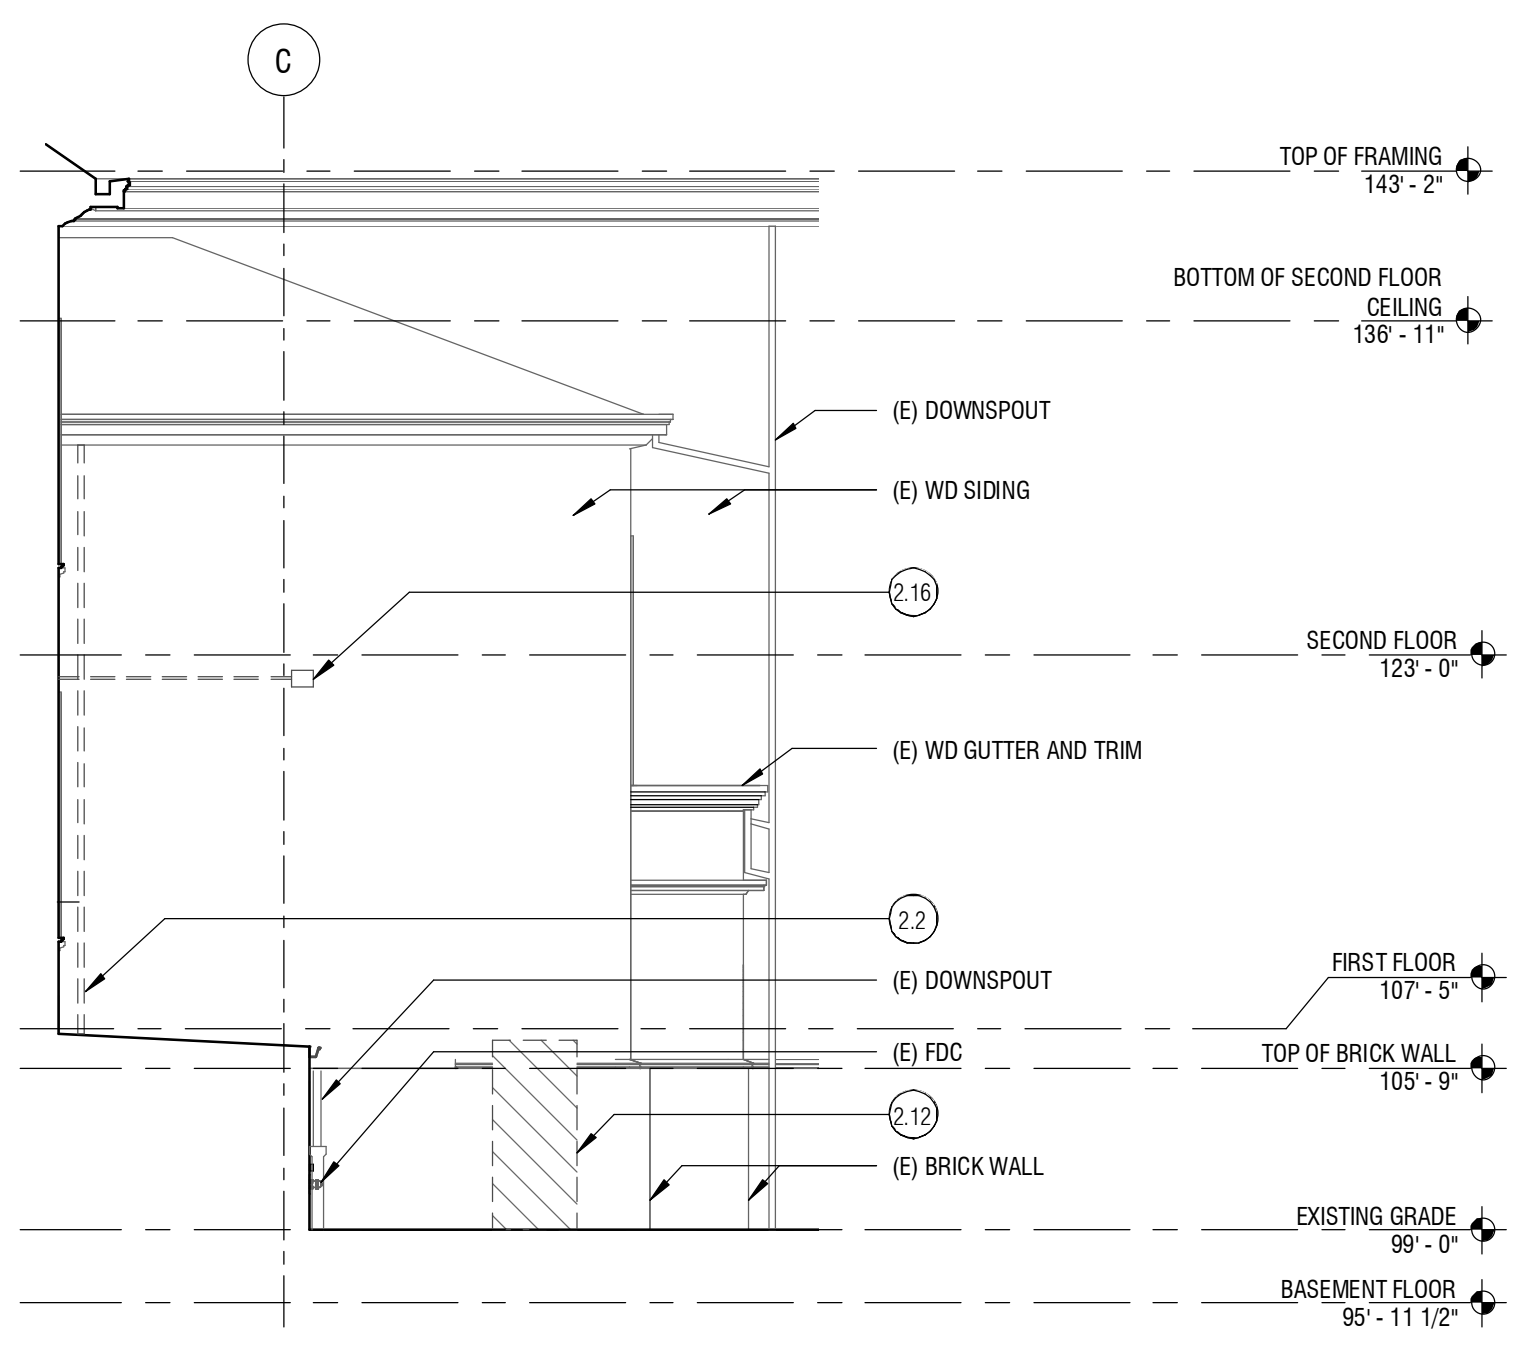 C
TOP OF FRAMING
143' - 2"
BOTTOM OF SECOND FLOOR
CEILING
136' - 11"
(E) DOWNSPOUT
(E) WD SIDING
2.16
SECOND FLOOR
123' - 0"
(E) WD GUTTER AND TRIM
2.2
FIRST FLOOR
107' - 5"
(E) DOWNSPOUT
(E) FDC
TOP OF BRICK WALL
105' - 9"
2.12
(E) BRICK WALL
EXISTING GRADE
99' - 0"
BASEMENT FLOOR
95' - 11 1/2"